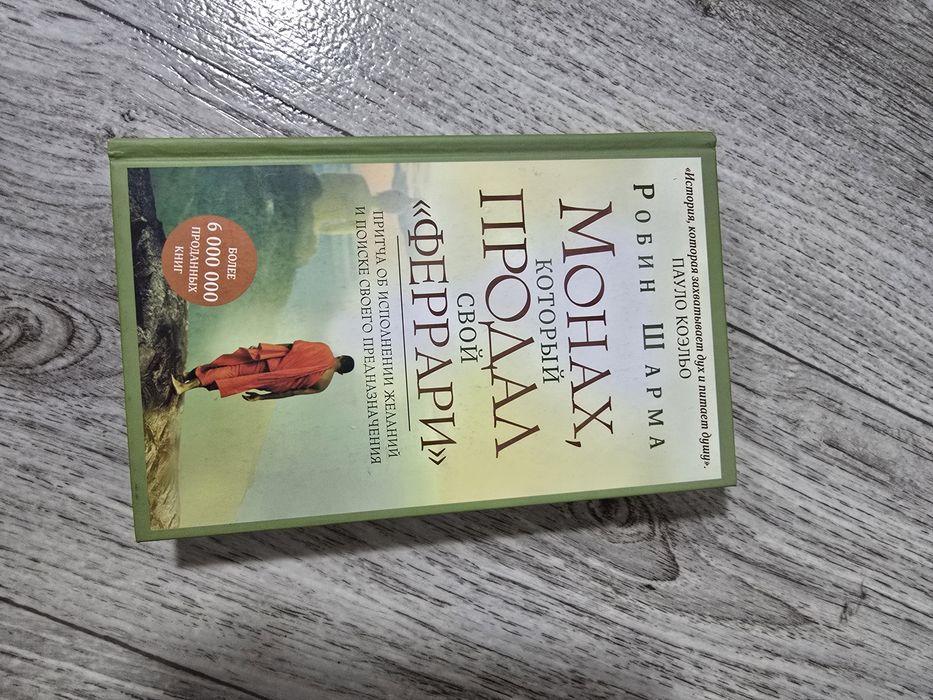 «История, которая захватывает дух и питает душу».
ПАУЛО КОЭЛЬО
РОБИН ШАРМА
МОНАХ,
КОТОРЫЙ
ПРОДАЛ
СВОЙ
«ФЕРРАРИ»
ПРИТЧА ОБ ИСПОЛНЕНИИ ЖЕЛАНИЙ
И ПОИСКЕ СВОЕГО ПРЕДНАЗНАЧЕНИЯ
БОЛЕЕ
6 000 000
ПРОДАННЫХ
КНИГ